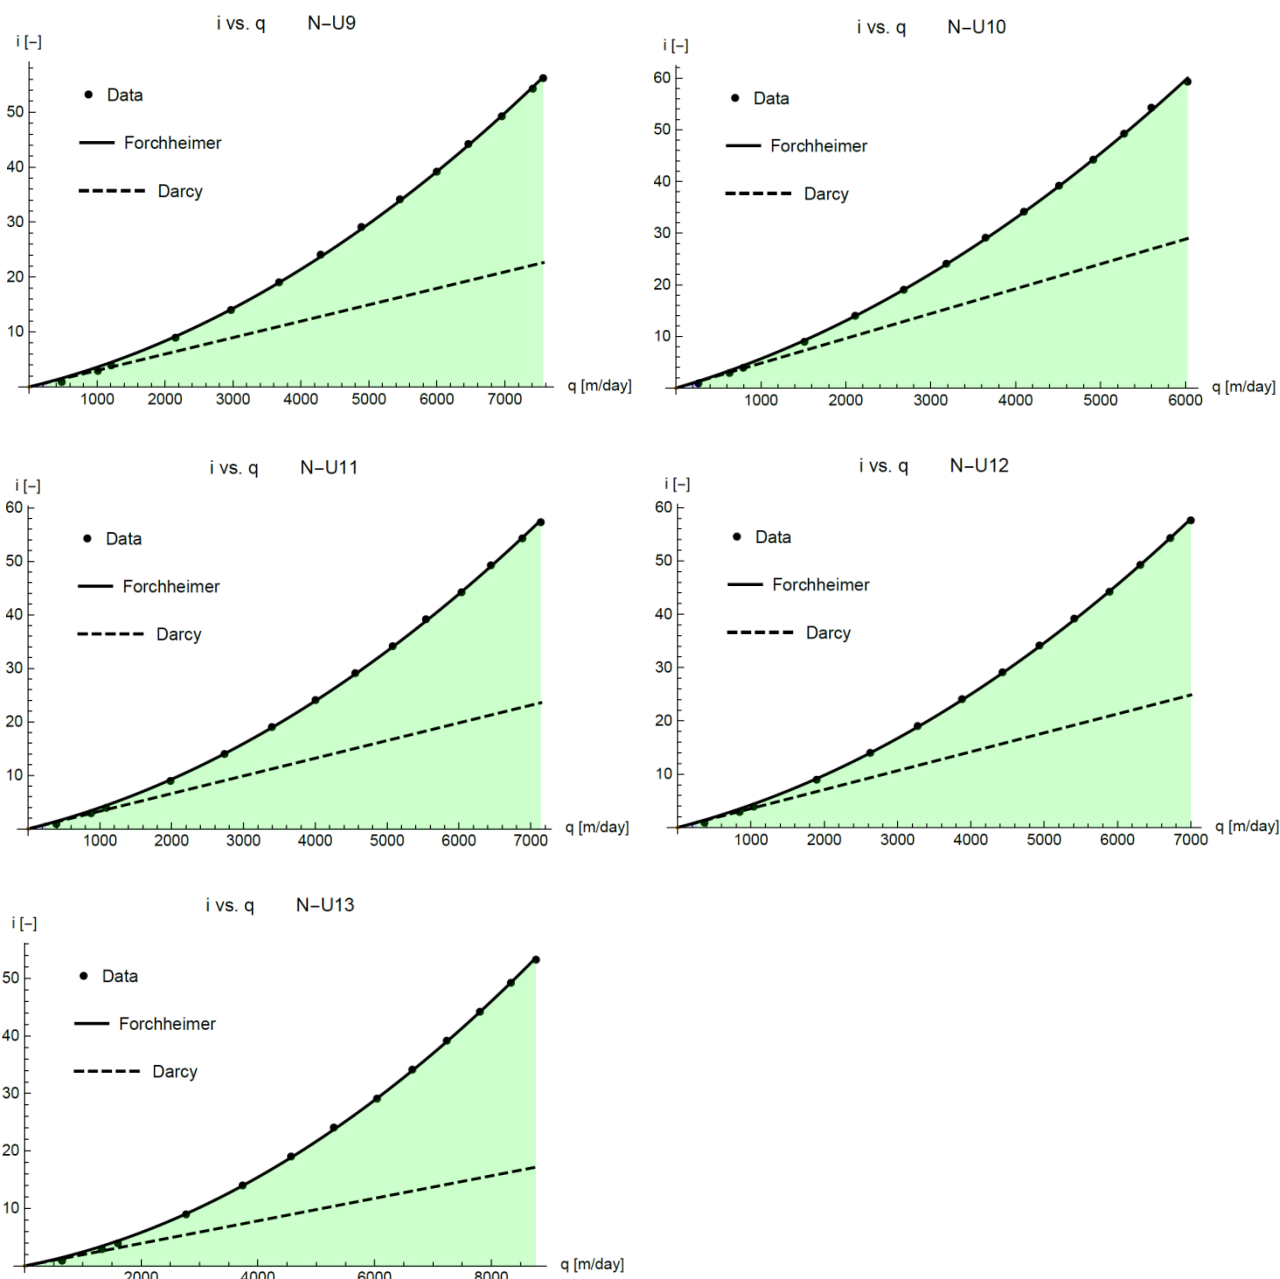 i vs. q N–U9
i [–]
Data
Forchheimer
Darcy
50
40
30
20
10
1000 2000 3000 4000 5000 6000 7000
q [m/day]
i vs. q N–U10
i [–]
60
Data
50
Forchheimer
40
Darcy
30
20
10
1000 2000 3000 4000 5000 6000
q [m/day]
i vs. q N–U11
i [–]
60
Data
50
Forchheimer
40
Darcy
30
20
10
1000 2000 3000 4000 5000 6000 7000
q [m/day]
i vs. q N–U12
i [–]
60
Data
50
Forchheimer
40
Darcy
30
20
10
1000 2000 3000 4000 5000 6000 7000
q [m/day]
i vs. q N–U13
i [–]
Data
50
Forchheimer
40
Darcy
30
20
10
q [m/day]
2000 4000 6000 8000